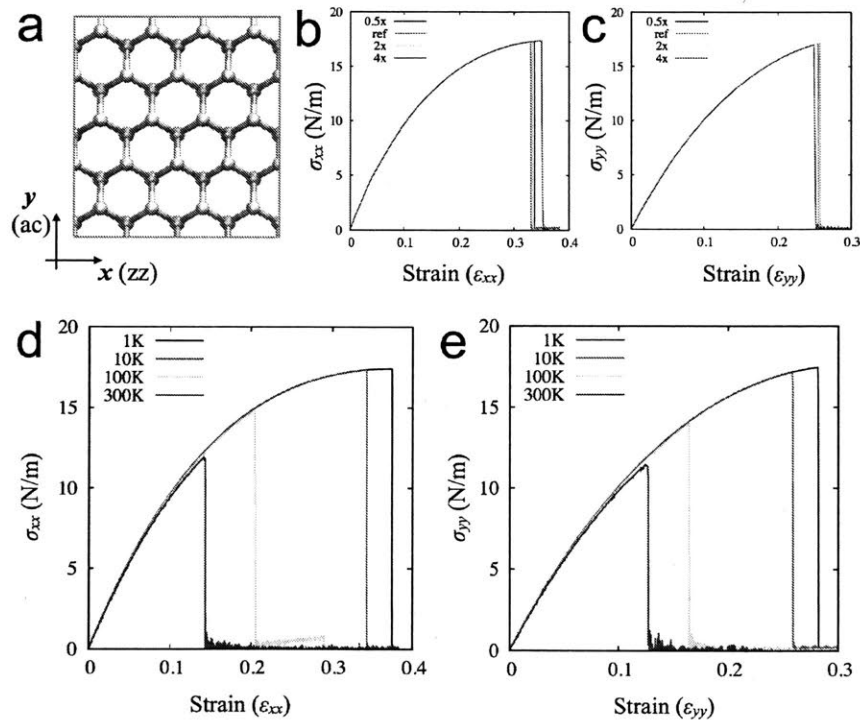 a
y
(ac)
x (zz)
b
0.5x
ref
2x
4x
20
15
10
5
0
σxx (N/m)
0
0.1
0.2
0.3
0.4
Strain (εxx)
c
0.5x
ref
2x
4x
20
15
10
5
0
σyy (N/m)
0
0.1
0.2
0.3
Strain (εyy)
d
1K
10K
100K
300K
20
15
10
5
0
σxx (N/m)
0
0.1
0.2
0.3
0.4
Strain (εxx)
e
1K
10K
100K
300K
20
15
10
5
0
σyy (N/m)
0
0.1
0.2
0.3
Strain (εyy)